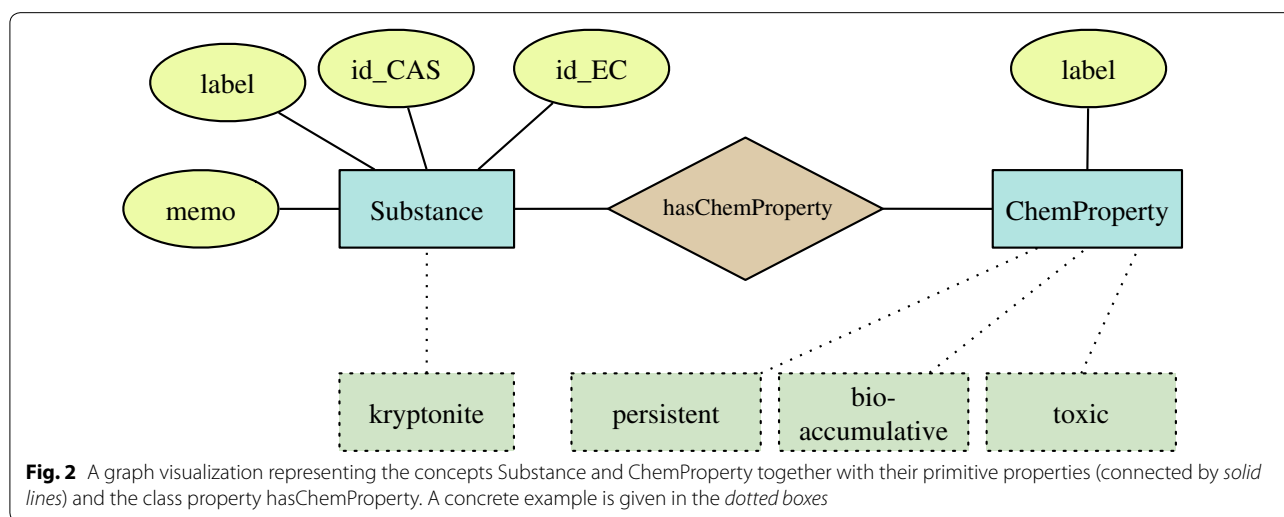 id_CAS
id_EC
label
label
memo
Substance
hasChemProperty
ChemProperty
kryptonite
persistent
bio-
accumulative
toxic
Fig. 2 A graph visualization representing the concepts Substance and ChemProperty together with their primitive properties (connected by solid
lines) and the class property hasChemProperty. A concrete example is given in the dotted boxes